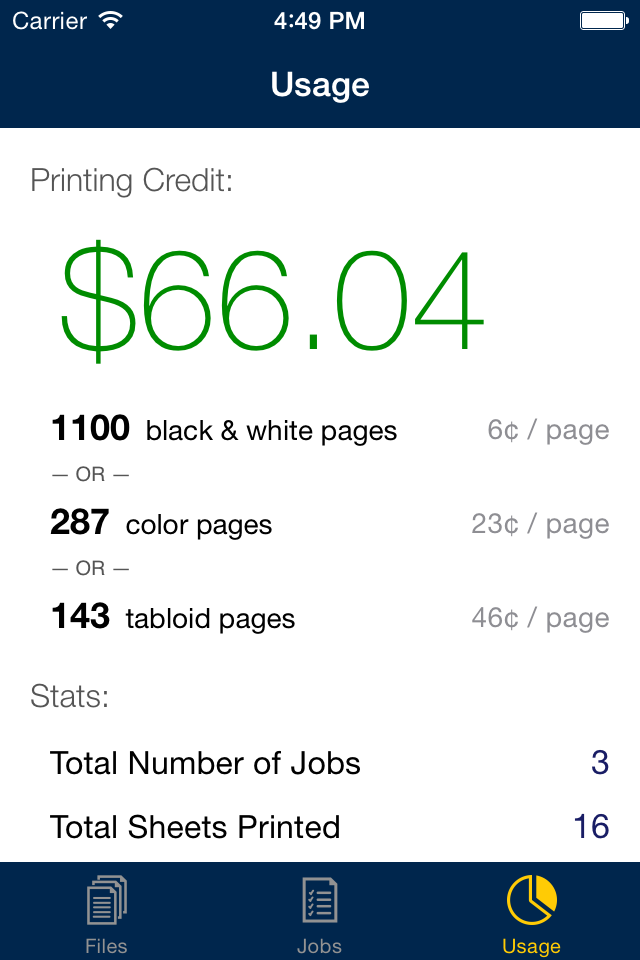 Carrier 4:49 PM
Usage
Printing Credit:
$66.04
1100 black & white pages 6¢ / page
— OR —
287 color pages 23¢ / page
— OR —
143 tabloid pages 46¢ / page
Stats:
Total Number of Jobs 3
Total Sheets Printed 16
Files Jobs Usage